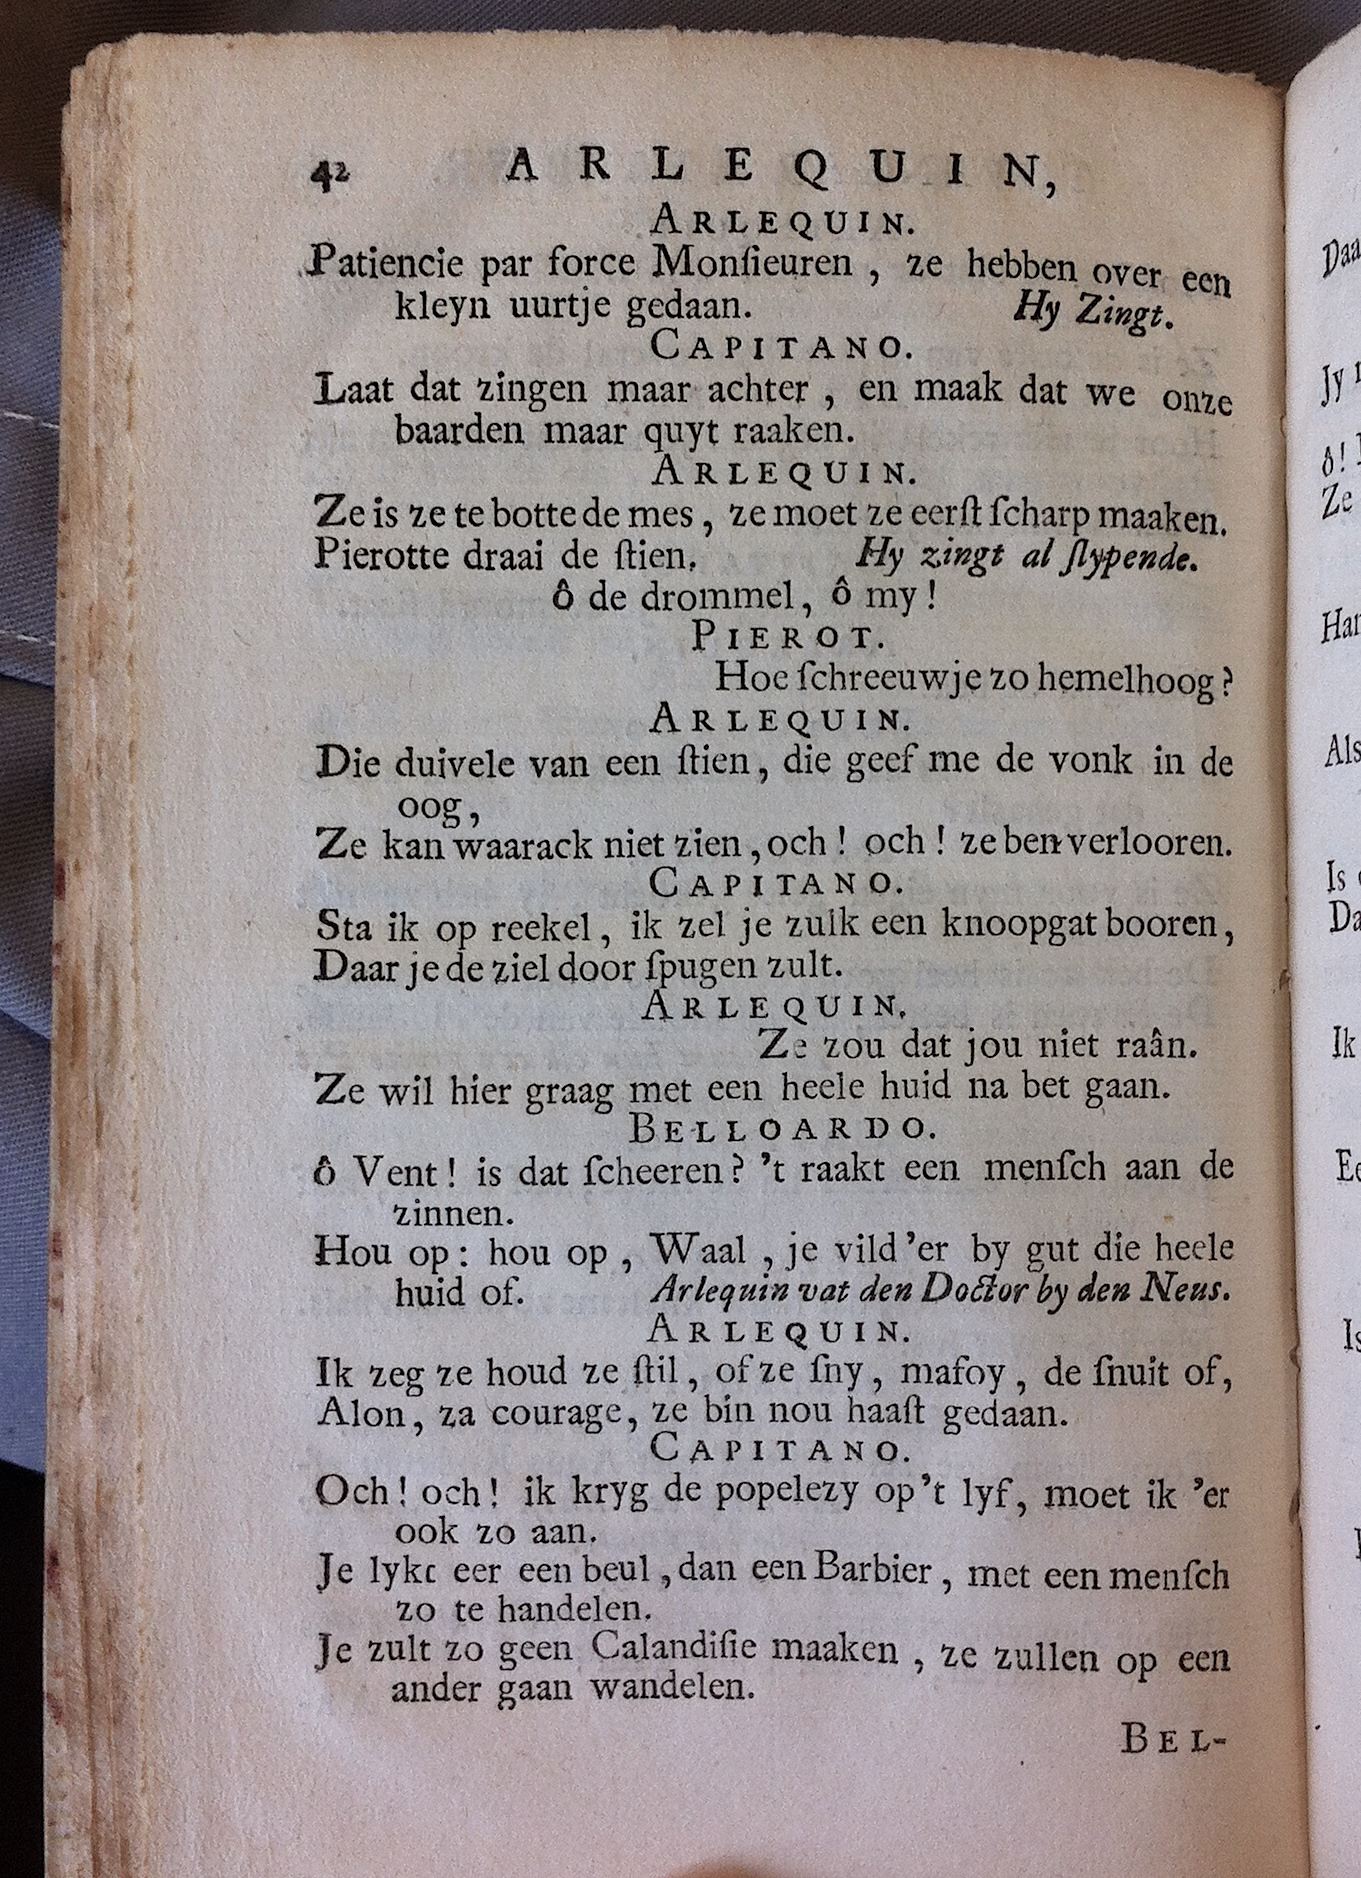 42 ARLEQUIN,
ARLEQUIN.
Patiencie par force Monſieuren, ze hebben over een
kleyn uurtje gedaan. Hy Zingt.
CAPITANO.
Laat dat zingen maar achter, en maak dat we onze
baarden maar quyt raaken.
ARLEQUIN.
Ze is ze te botte de mes, ze moet ze eerſt ſcharp maaken.
Pierotte draai de ſtien. Hy zingt al ſlypende.
ô de drommel, ô my!
PIEROT.
Hoe ſchreeuwje zo hemelhoog?
ARLEQUIN.
Die duivele van een ſtien, die geef me de vonk in de
oog,
Ze kan waarack niet zien, och! och! ze ben verlooren.
CAPITANO.
Sta ik op reekel, ik zel je zulk een knoopgat booren,
Daar je de ziel door ſpugen zult.
ARLEQUIN.
Ze zou dat jou niet raân.
Ze wil hier graag met een heele huid na bet gaan.
BELLOARDO.
ô Vent! is dat ſcheeren? 't raakt een menſch aan de
zinnen.
Hou op: hou op, Waal, je vild'er by gut die heele
huid of. Arlequin vat den Doctor by den Neus.
ARLEQUIN.
Ik zeg ze houd ze ſtil, of ze ſny, mafoy, de ſnuit of,
Alon, za courage, ze bin nou haaſt gedaan.
CAPITANO.
Och! och! ik kryg de popelezy op't lyf, moet ik 'er
ook zo aan.
Je lykt eer een beul, dan een Barbier, met een menſch
zo te handelen.
Je zult zo geen Calandiſie maaken, ze zullen op een
ander gaan wandelen.
BEL-
Daa
Jy
ô!
Ze
Har
Als
Is
Da
Ik
Ee
Is